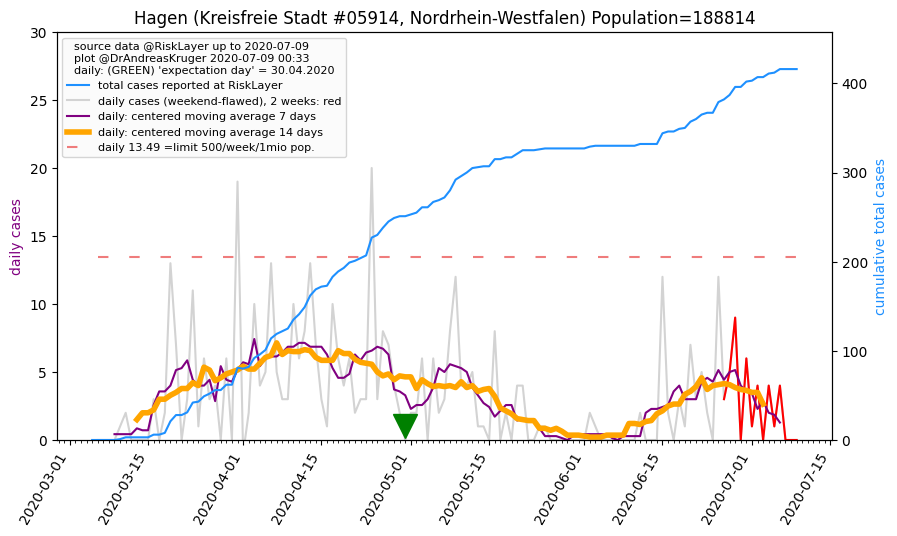 Hagen (Kreisfreie Stadt #05914, Nordrhein-Westfalen) Population=188814
source data @RiskLayer up to 2020-07-09
plot @DrAndreasKruger 2020-07-09 00:33
daily: (GREEN) 'expectation day' = 30.04.2020
total cases reported at RiskLayer
daily cases (weekend-flawed), 2 weeks: red
daily: centered moving average 7 days
daily: centered moving average 14 days
daily 13.49 =limit 500/week/1mio pop.
daily cases
30
25
20
15
10
5
0
cumulative total cases
400
300
200
100
0
2020-03-01
2020-03-15
2020-04-01
2020-04-15
2020-05-01
2020-05-15
2020-06-01
2020-06-15
2020-07-01
2020-07-15